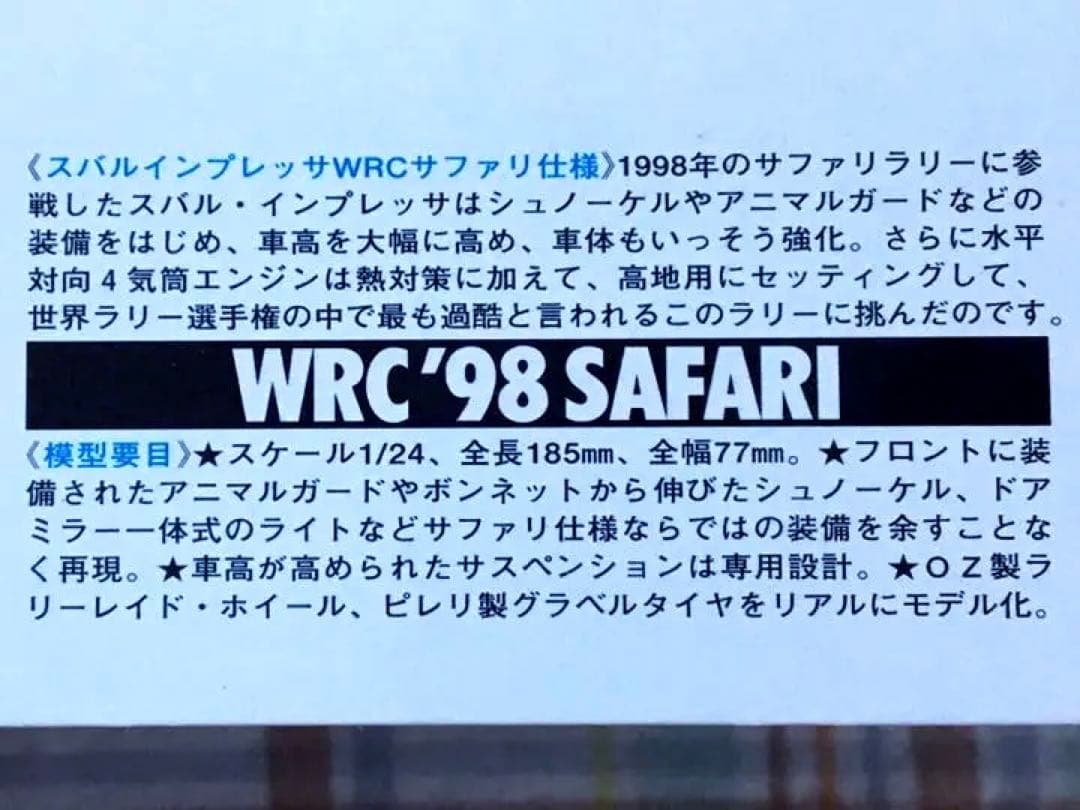 《スバルインプレッサWRCサファリ仕様》1998年のサファリラリーに参
戦したスバル・インプレッサはシュノーケルやアニマルガードなどの
装備をはじめ、車高を大幅に高め、車体もいっそう強化。さらに水平
対向4気筒エンジンは熱対策に加えて、高地用にセッティングして、
世界ラリー選手権の中で最も過酷と言われるこのラリーに挑んだのです。
WRC '98 SAFARI
《模型要目》★スケール1/24、全長185㎜、全幅77㎜。★フロントに装
備されたアニマルガードやボンネットから伸びたシュノーケル、ドア
ミラー一体式のライトなどサファリ仕様ならではの装備を余すことな
く再現。★車高が高められたサスペンションは専用設計。★OZ製ラ
リーレイド・ホイール、ピレリ製グラベルタイヤをリアルにモデル化。